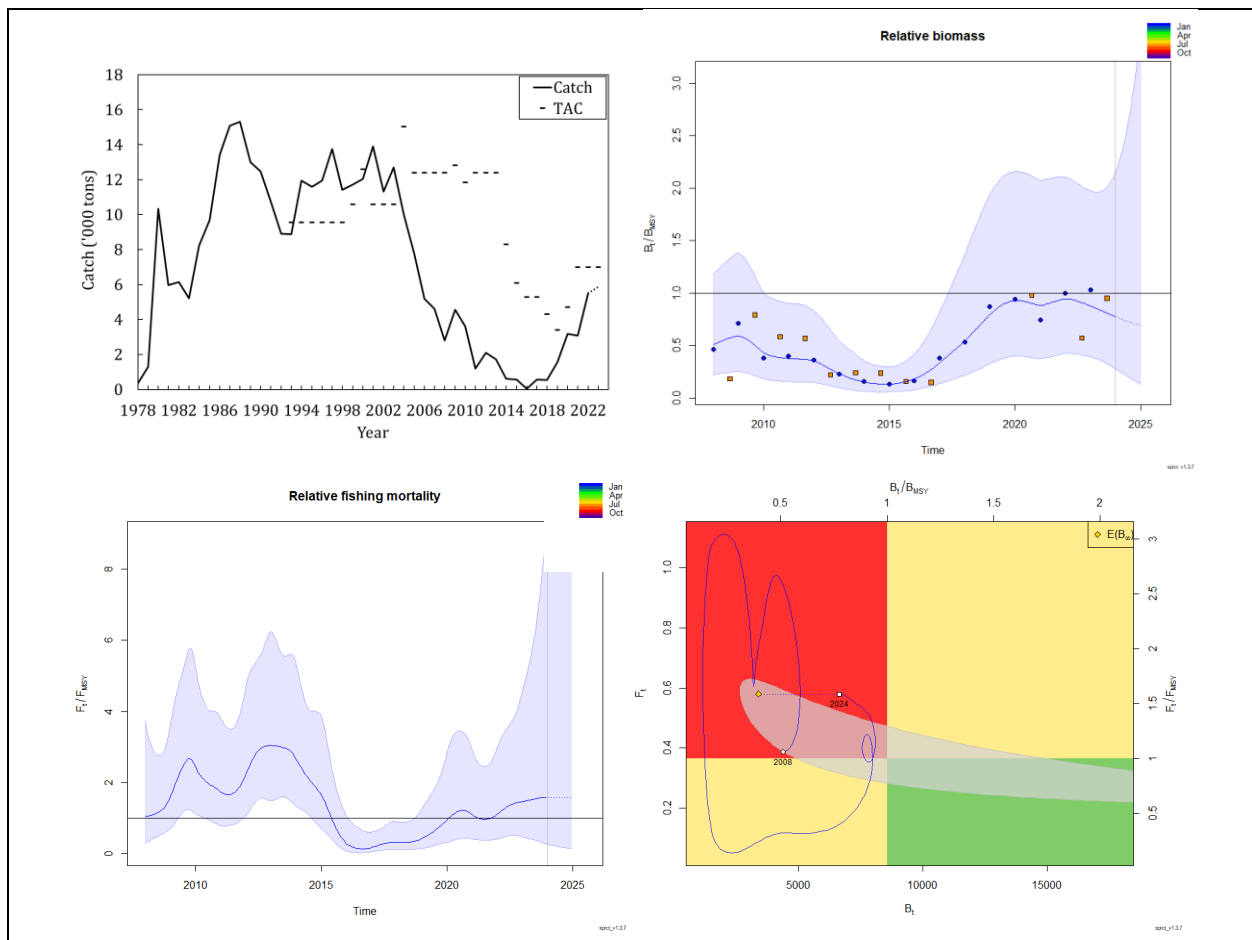 18
16
14
12
10
8
6
4
2
0
Catch ('000 tons)
Catch
TAC
1978 1982 1986 1990 1994 1998 2002 2006 2010 2014 2018 2022
Year
Relative biomass
Jan
Apr
Jul
Oct
3.0
2.5
2.0
1.5
1.0
0.5
0.0
Bt/BMSY
2010 2015 2020 2025
Time
spict_v1.3.7
Relative fishing mortality
Jan
Apr
Jul
Oct
8
6
4
2
0
Ft/FMSY
2010 2015 2020 2025
Time
spict_v1.3.7
Bt/BMSY
0.5 1 1.5 2
E(B∞)
1.0
0.8
0.6
0.4
0.2
Ft
3
2.5
2
1.5
1
0.5
Ft/FMSY
2024
2008
5000 10000 15000
Bt
spict_v1.3.7